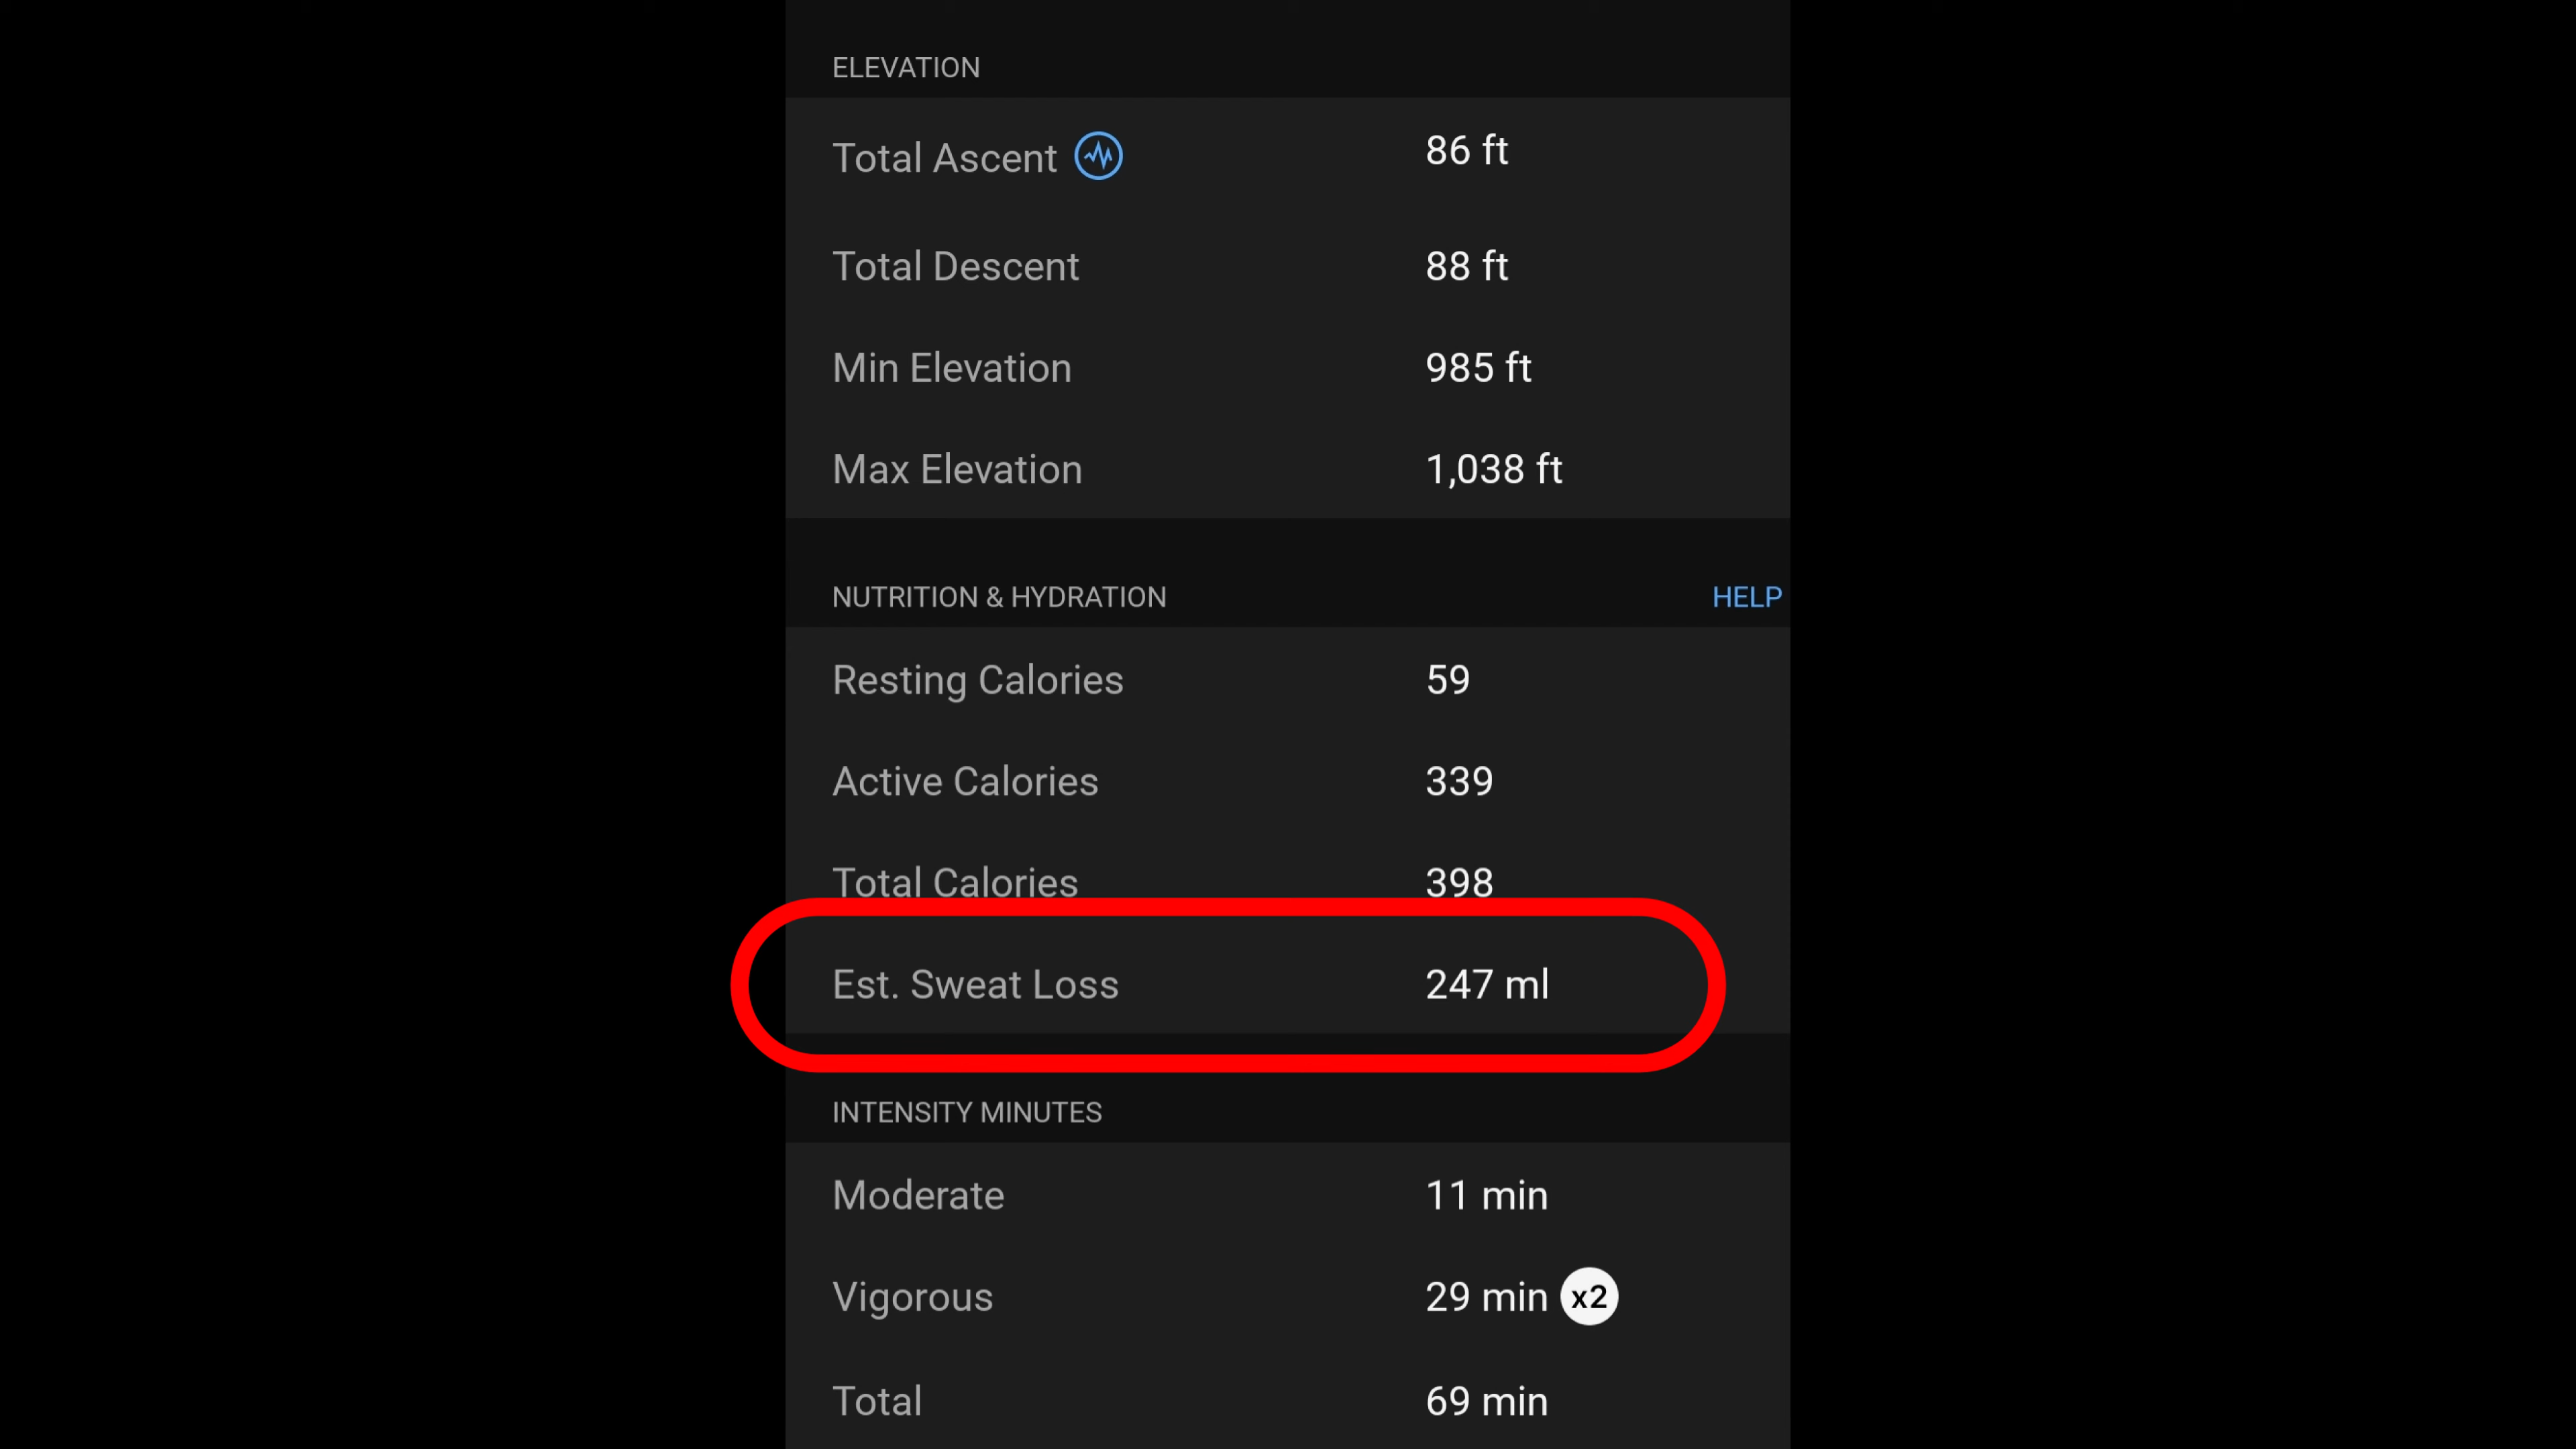 ELEVATION
Total Ascent 86 ft
Total Descent 88 ft
Min Elevation 985 ft
Max Elevation 1,038 ft
NUTRITION & HYDRATION HELP
Resting Calories 59
Active Calories 339
Total Calories 398
Est. Sweat Loss 247 ml
INTENSITY MINUTES
Moderate 11 min
Vigorous 29 min x2
Total 69 min